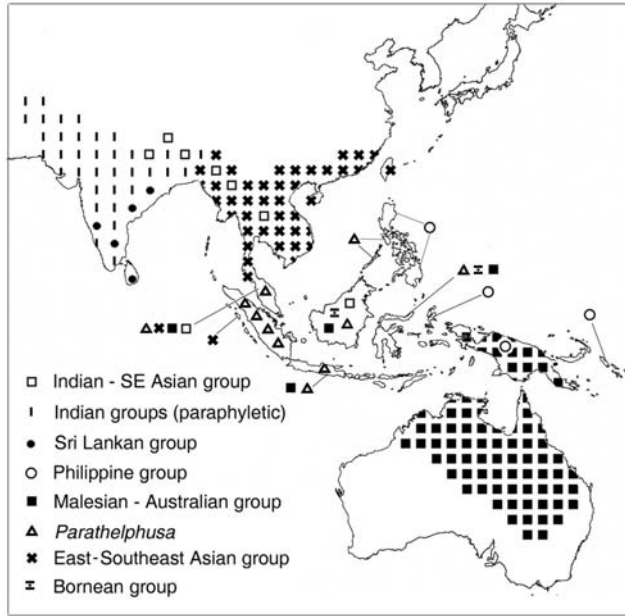 Indian - SE Asian group
Indian groups (paraphyletic)
Sri Lankan group
Philippine group
Malesian - Australian group
Parathelphusa
East-Southeast Asian group
Bornean group